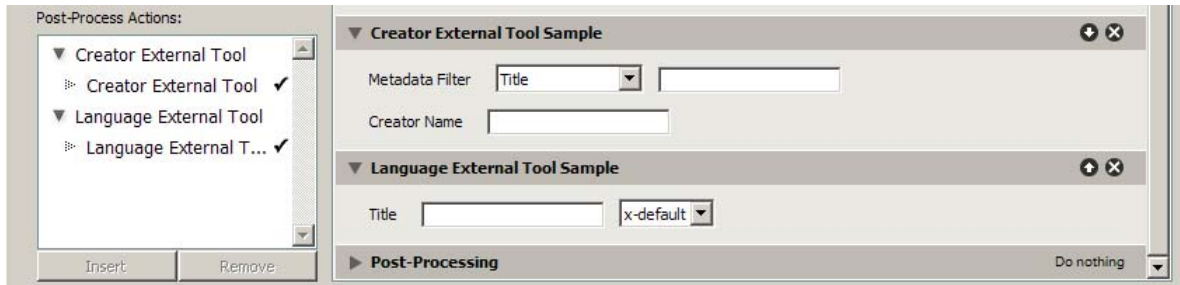 Post-Process Actions:
Creator External Tool
Creator External Tool ✔
Language External Tool
Language External T... ✔
Insert
Remove
Creator External Tool Sample
Metadata Filter Title
Creator Name
Language External Tool Sample
Title x-default
Post-Processing Do nothing